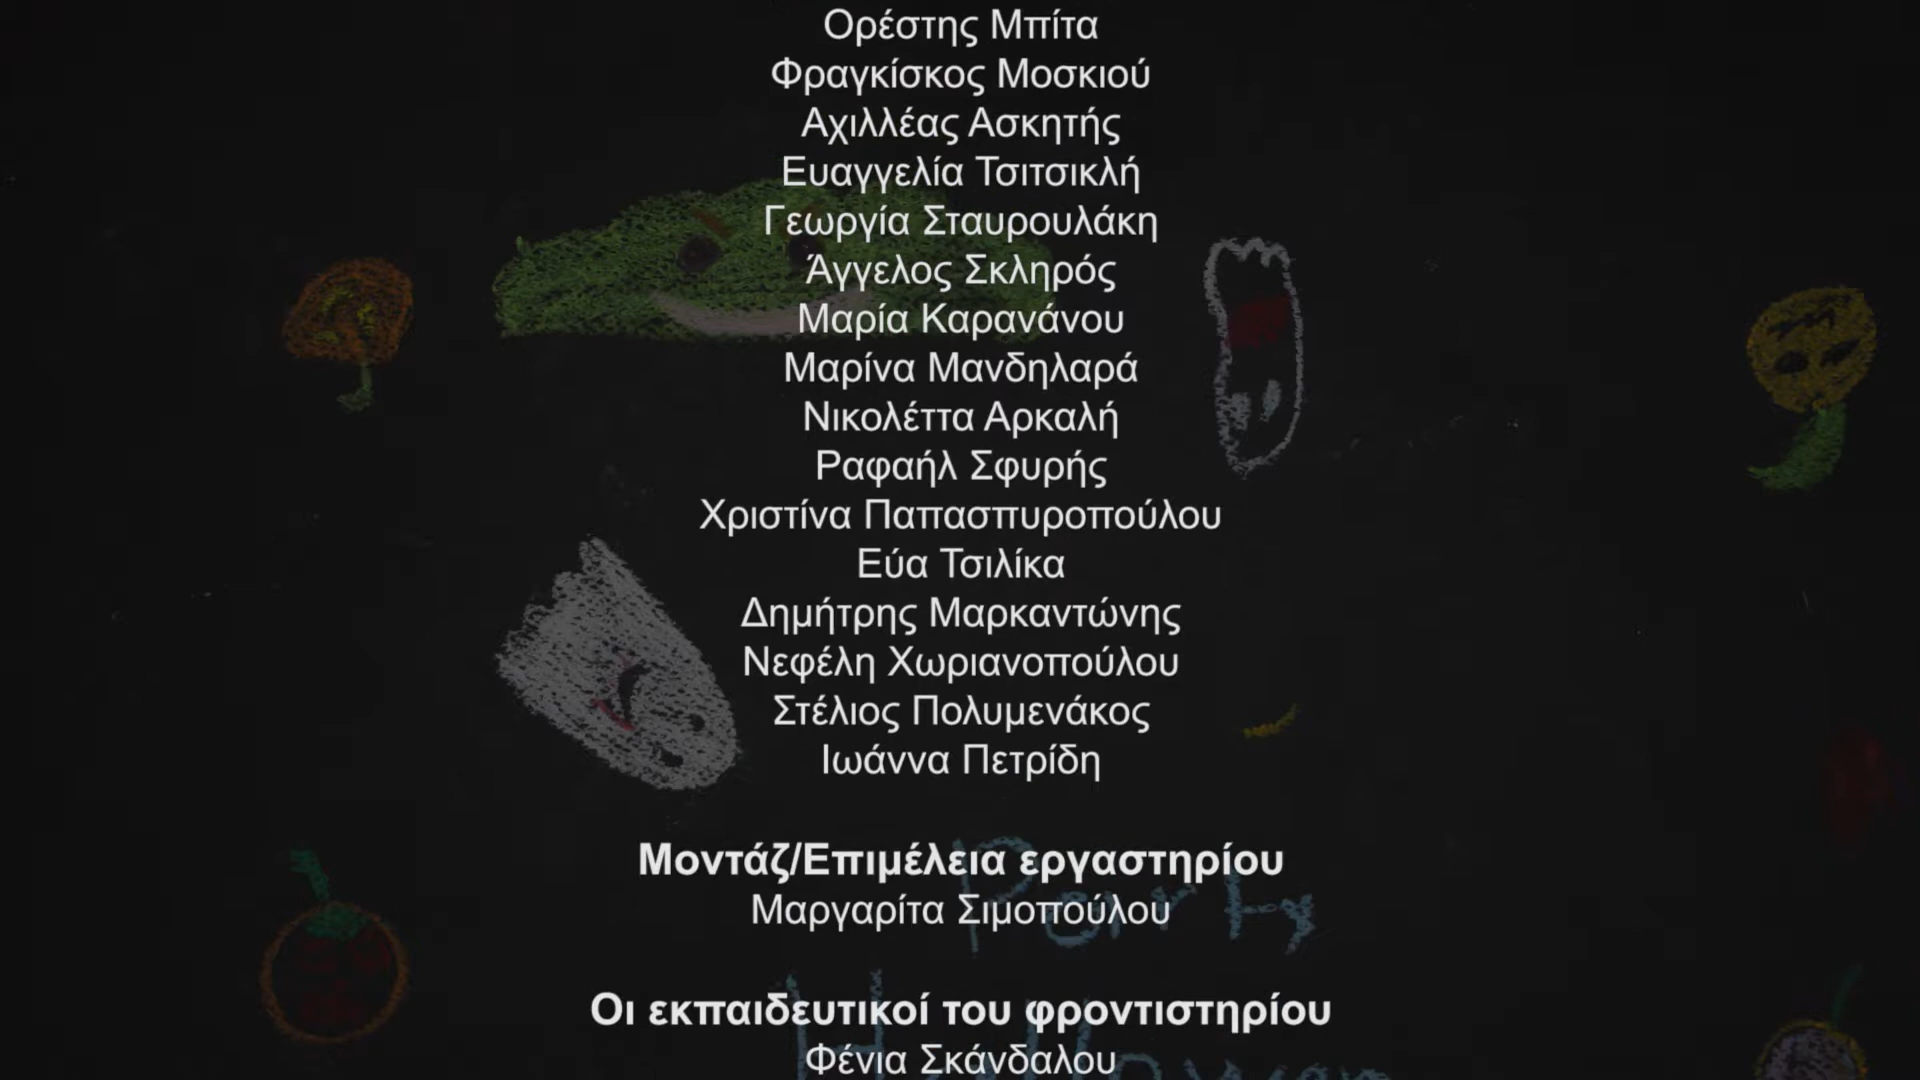 Ορέστης Μπίτα
Φραγκίσκος Μοσκιού
Αχιλλέας Ασκητής
Ευαγγελία Τσιτσικλή
Γεωργία Σταυρουλάκη
Άγγελος Σκληρός
Μαρία Καρανάνου
Μαρίνα Μανδηλαρά
Νικολέττα Αρκαλή
Ραφαήλ Σφυρής
Χριστίνα Παπασπυροπούλου
Εύα Τσιλίκα
Δημήτρης Μαρκαντώνης
Νεφέλη Χωριανοπούλου
Στέλιος Πολυμενάκος
Ιωάννα Πετρίδη
Μοντάζ/Επιμέλεια εργαστηρίου
Μαργαρίτα Σιμοπούλου
Party
Οι εκπαιδευτικοί του φροντιστηρίου
Φένια Σκάνδαλου